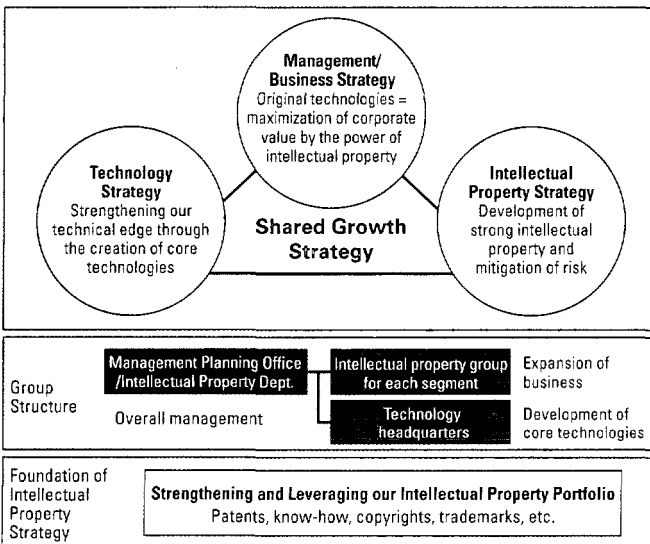 Management/
Business Strategy
Original technologies =
maximization of corporate
value by the power of
intellectual property
Technology
Strategy
Strengthening our
technical edge through
the creation of core
technologies
Intellectual
Property Strategy
Development of
strong intellectual
property and
mitigation of risk
Shared Growth
Strategy
Group
Structure
Management Planning Office
/Intellectual Property Dept.
Overall management
Intellectual property group
for each segment
Expansion of
business
Technology
headquarters
Development of
core technologies
Foundation of
Intellectual
Property
Strategy
Strengthening and Leveraging our Intellectual Property Portfolio
Patents, know-how, copyrights, trademarks, etc.